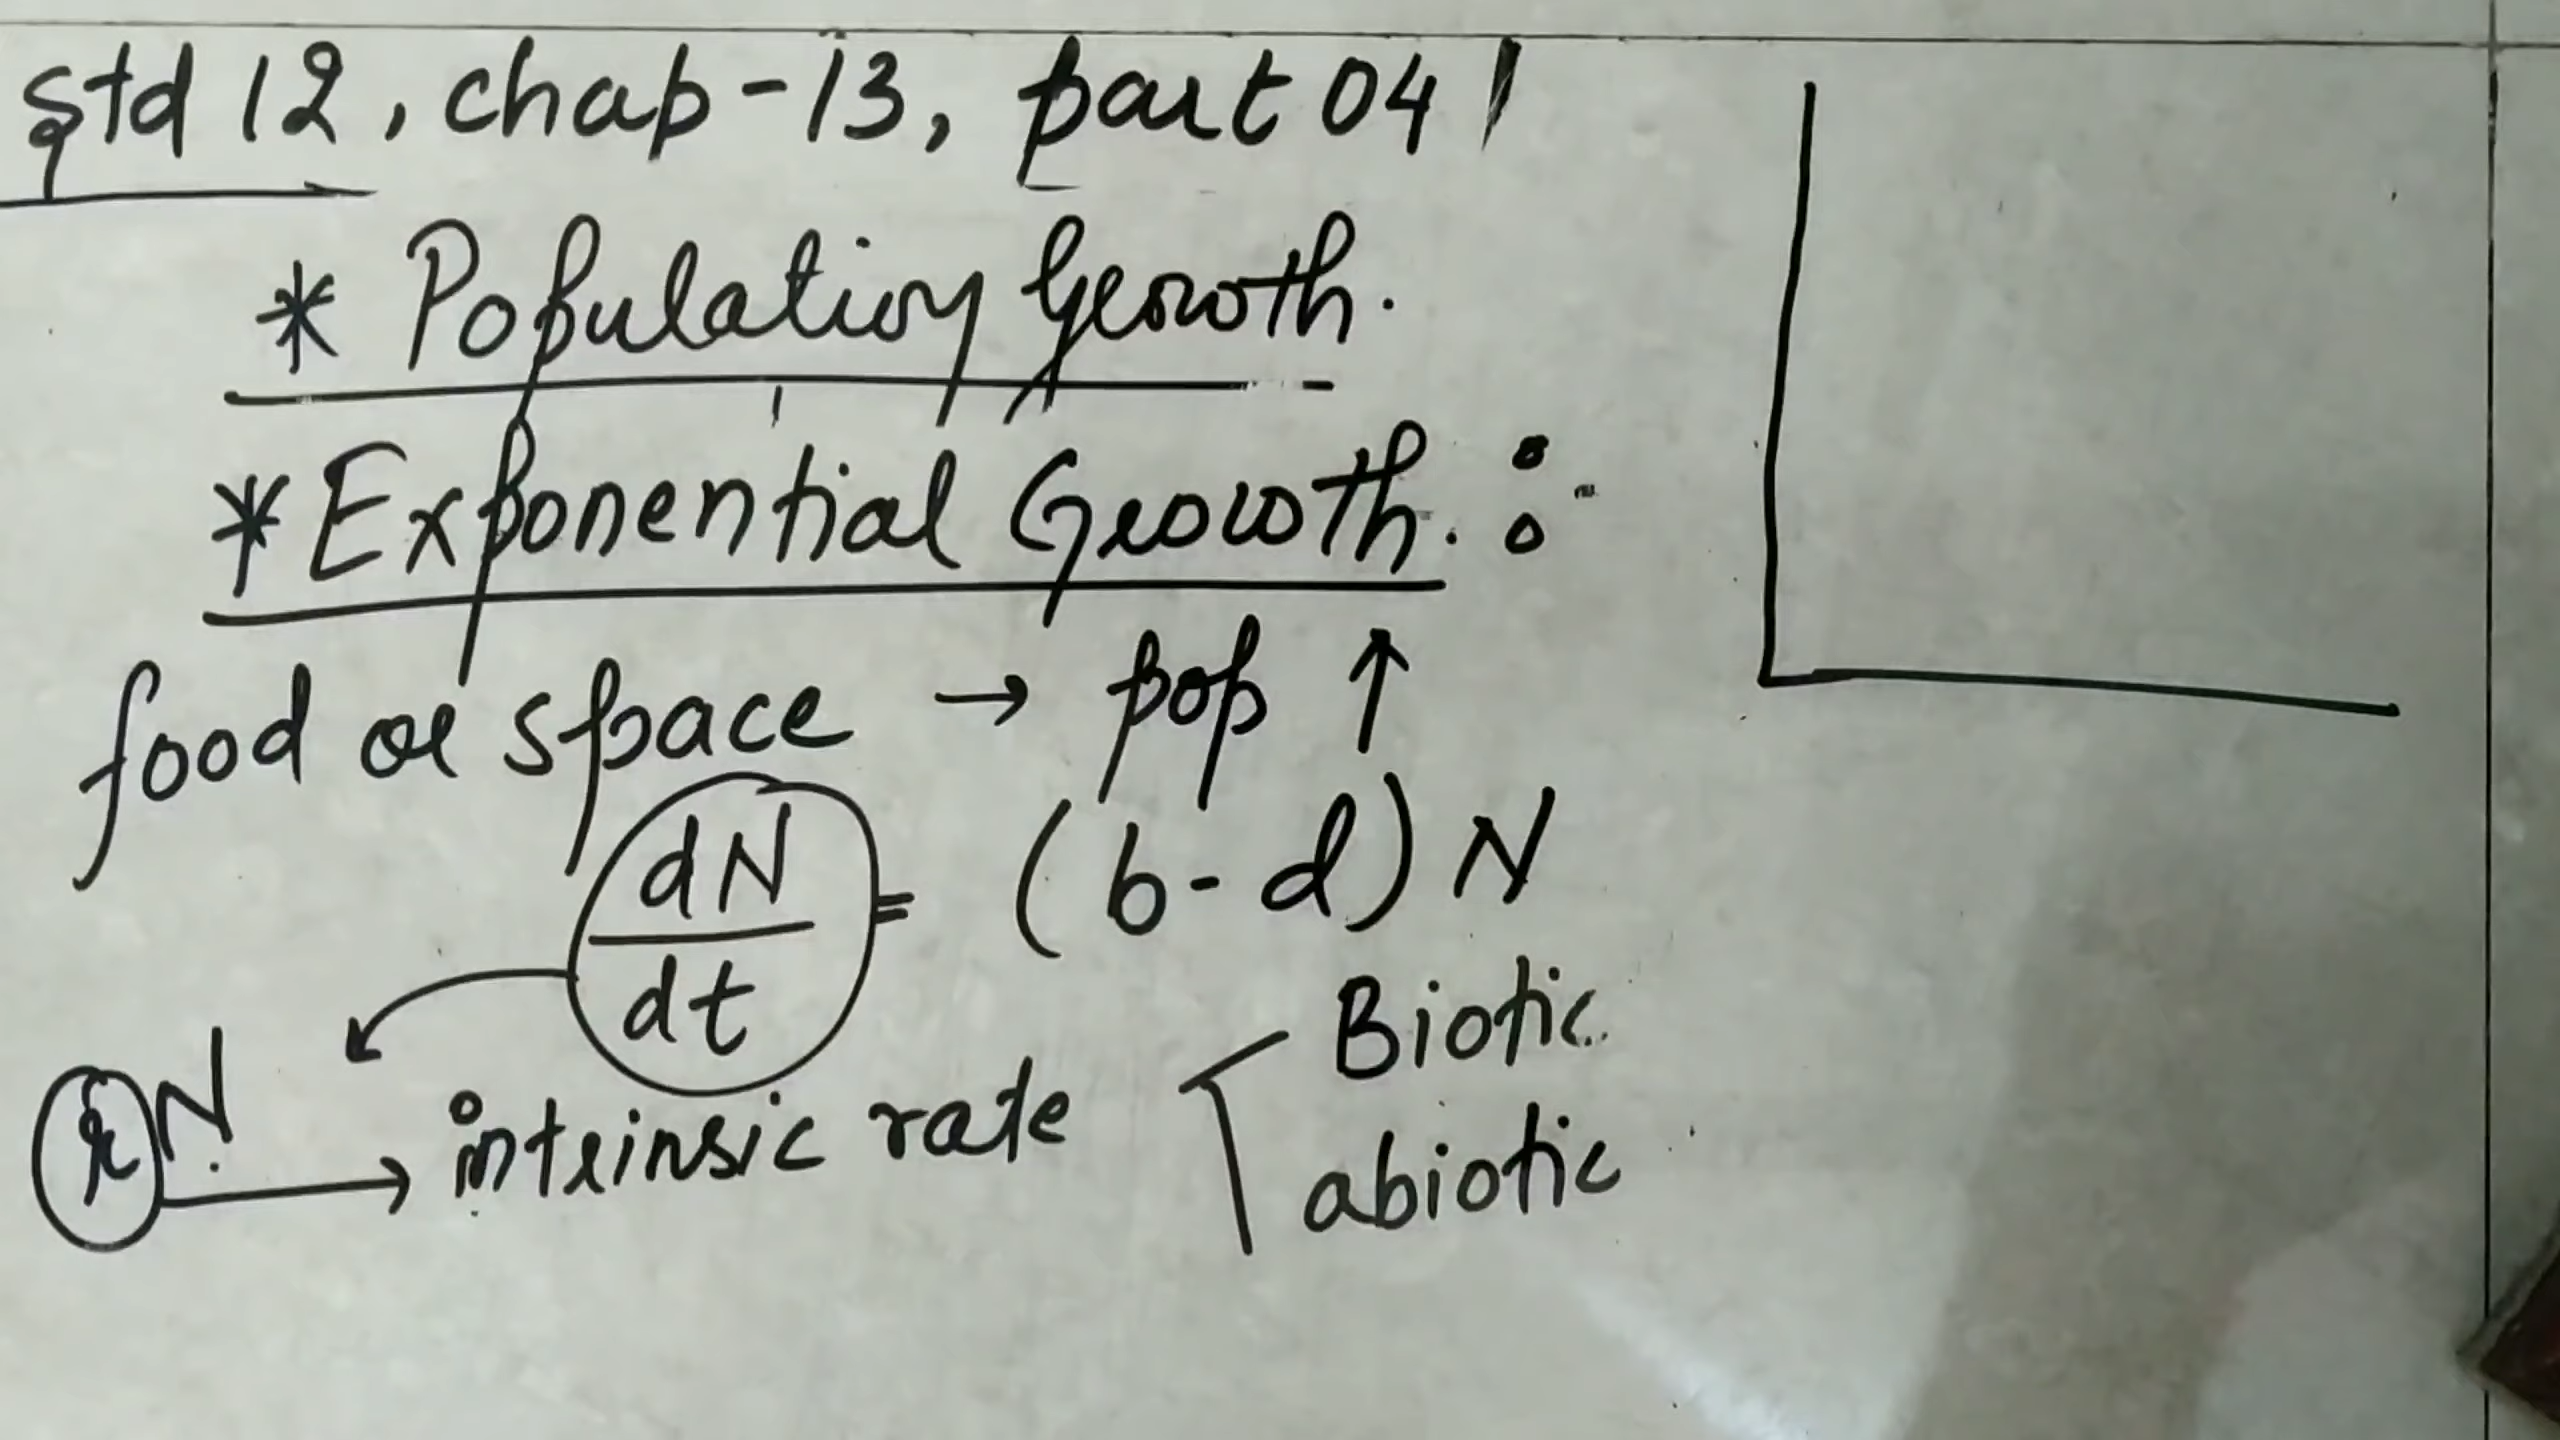 std 12, chap-13, part 04
* Population Growth.
* Exponential Growth. :
food or space → pop ↑
dN/dt = (b-d) N
rN → intrinsic rate
Biotic
abiotic